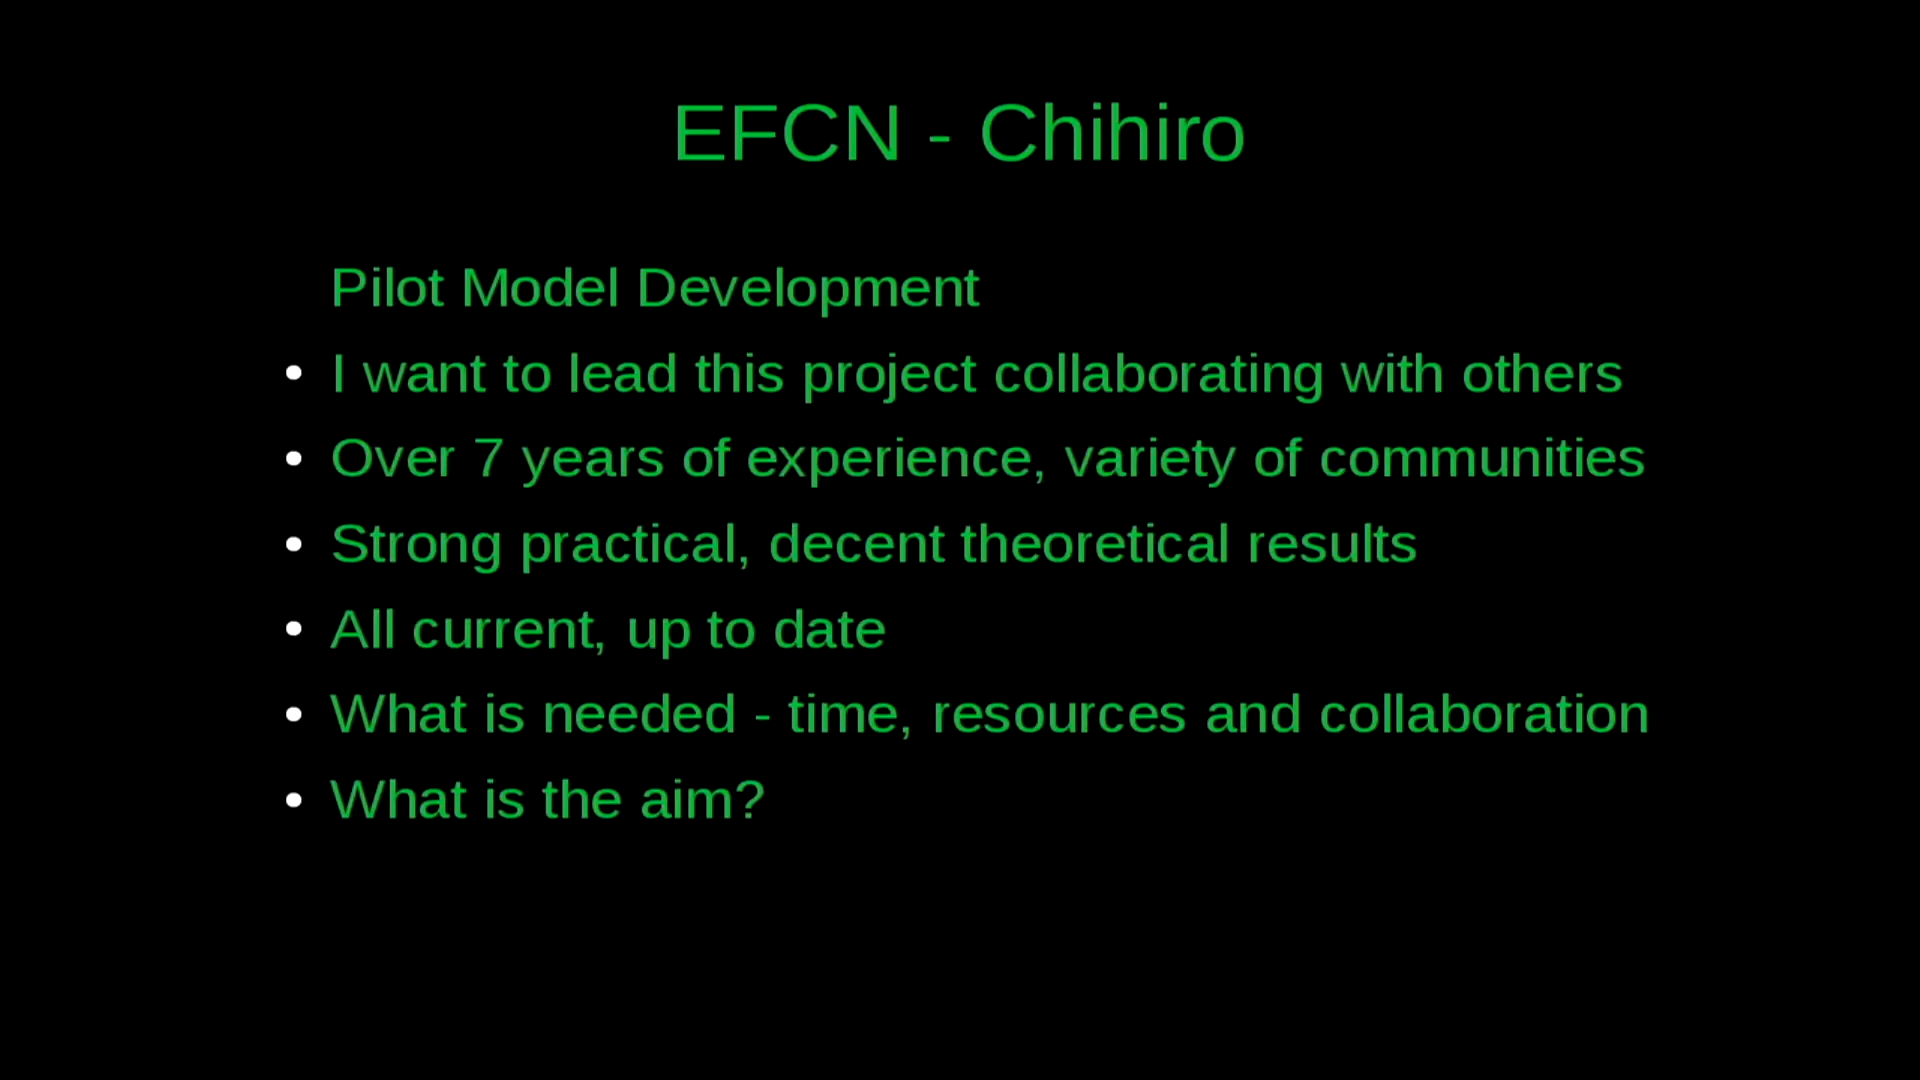 EFCN - Chihiro
Pilot Model Development
• I want to lead this project collaborating with others
• Over 7 years of experience, variety of communities
• Strong practical, decent theoretical results
• All current, up to date
• What is needed - time, resources and collaboration
• What is the aim?